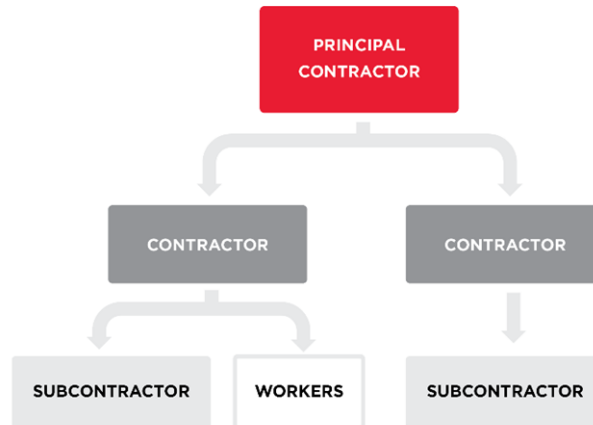 PRINCIPAL
CONTRACTOR
CONTRACTOR
CONTRACTOR
SUBCONTRACTOR
WORKERS
SUBCONTRACTOR